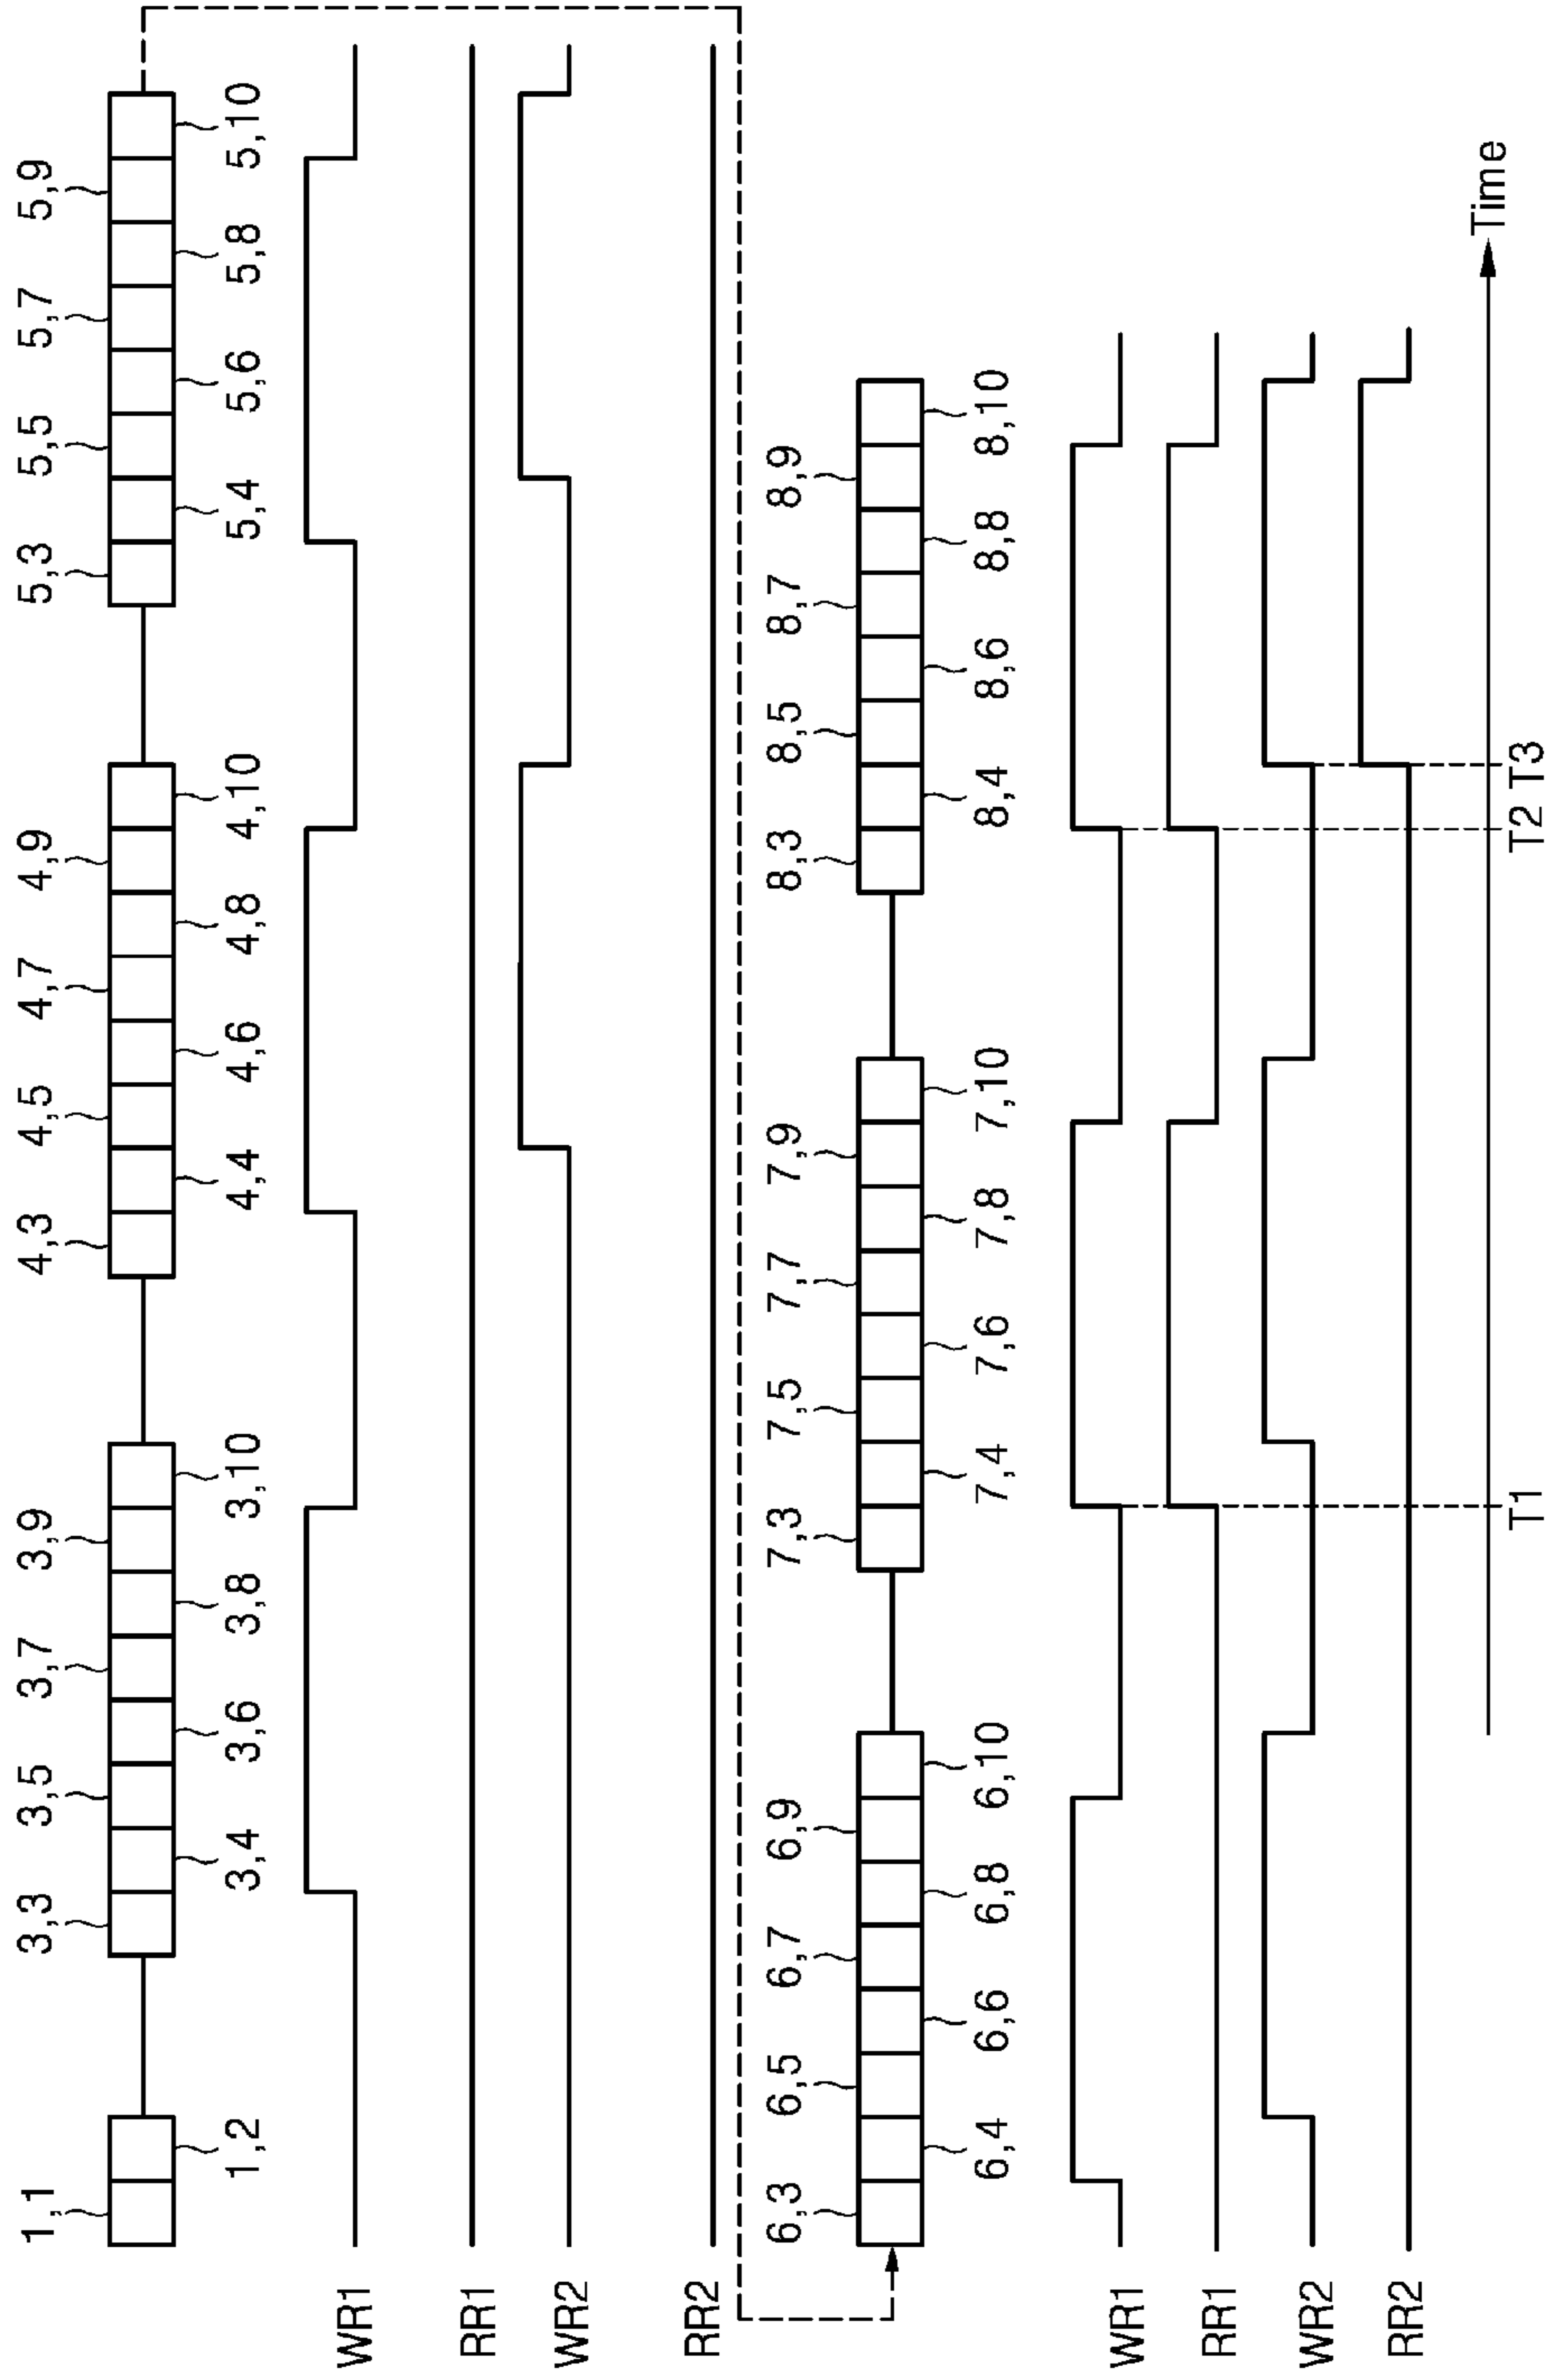 1,1 3,3 3,5 3,7 3,9 4,3 4,5 4,7 4,9 5,3 5,5 5,7 5,9
1,2 3,4 3,6 3,8 3,10 4,4 4,6 4,8 4,10 5,4 5,6 5,8 5,10
WR1
RR1
WR2
RR2
6,3 6,5 6,7 6,9 7,3 7,5 7,7 7,9 8,3 8,5 8,7 8,9
6,4 6,6 6,8 6,10 7,4 7,6 7,8 7,10 8,4 8,6 8,8 8,10
WR1
RR1
WR2
RR2
Time
T1 T2 T3